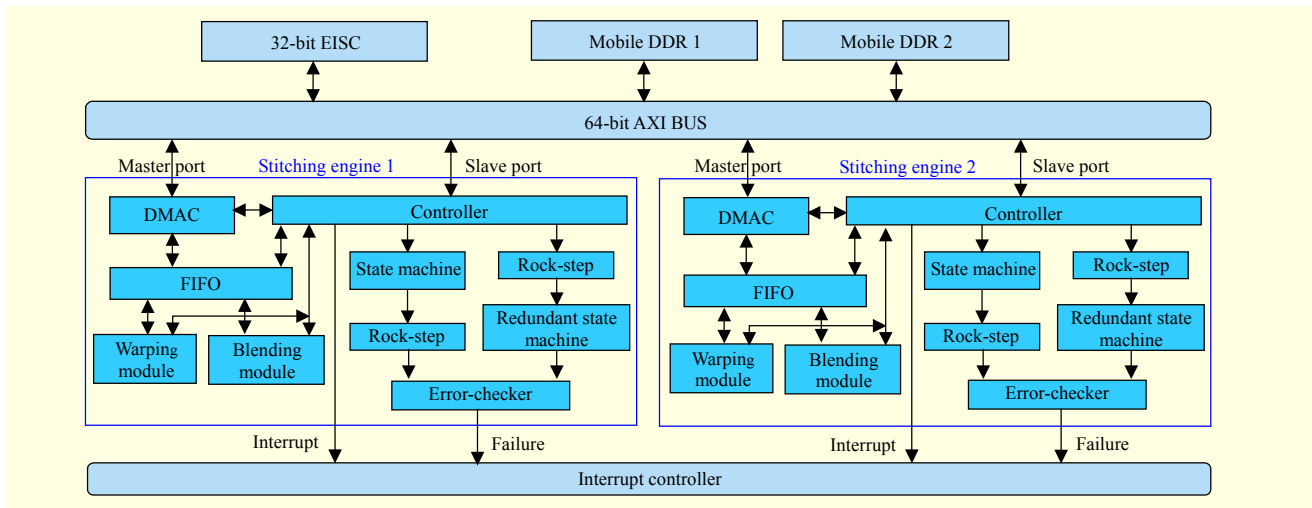 32-bit EISC
Mobile DDR 1
Mobile DDR 2
64-bit AXI BUS
Master port
Stitching engine 1
Slave port
Master port
Stitching engine 2
Slave port
DMAC
Controller
FIFO
State machine
Rock-step
Warping
module
Blending
module
Rock-step
Redundant state
machine
Error-checker
DMAC
Controller
FIFO
State machine
Rock-step
Warping
module
Blending
module
Rock-step
Redundant state
machine
Error-checker
Interrupt
Failure
Interrupt
Failure
Interrupt controller